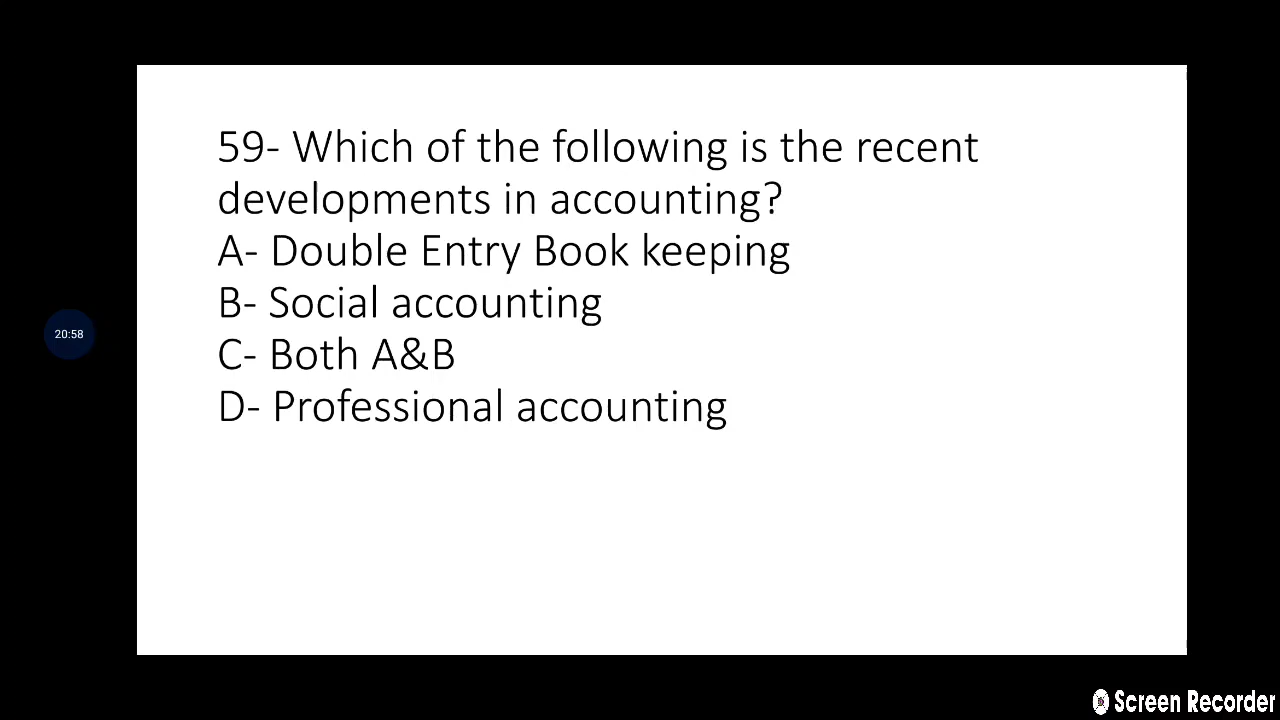 59- Which of the following is the recent
developments in accounting?
A- Double Entry Book keeping
B- Social accounting
C- Both A&B
D- Professional accounting
20:58
Screen Recorder